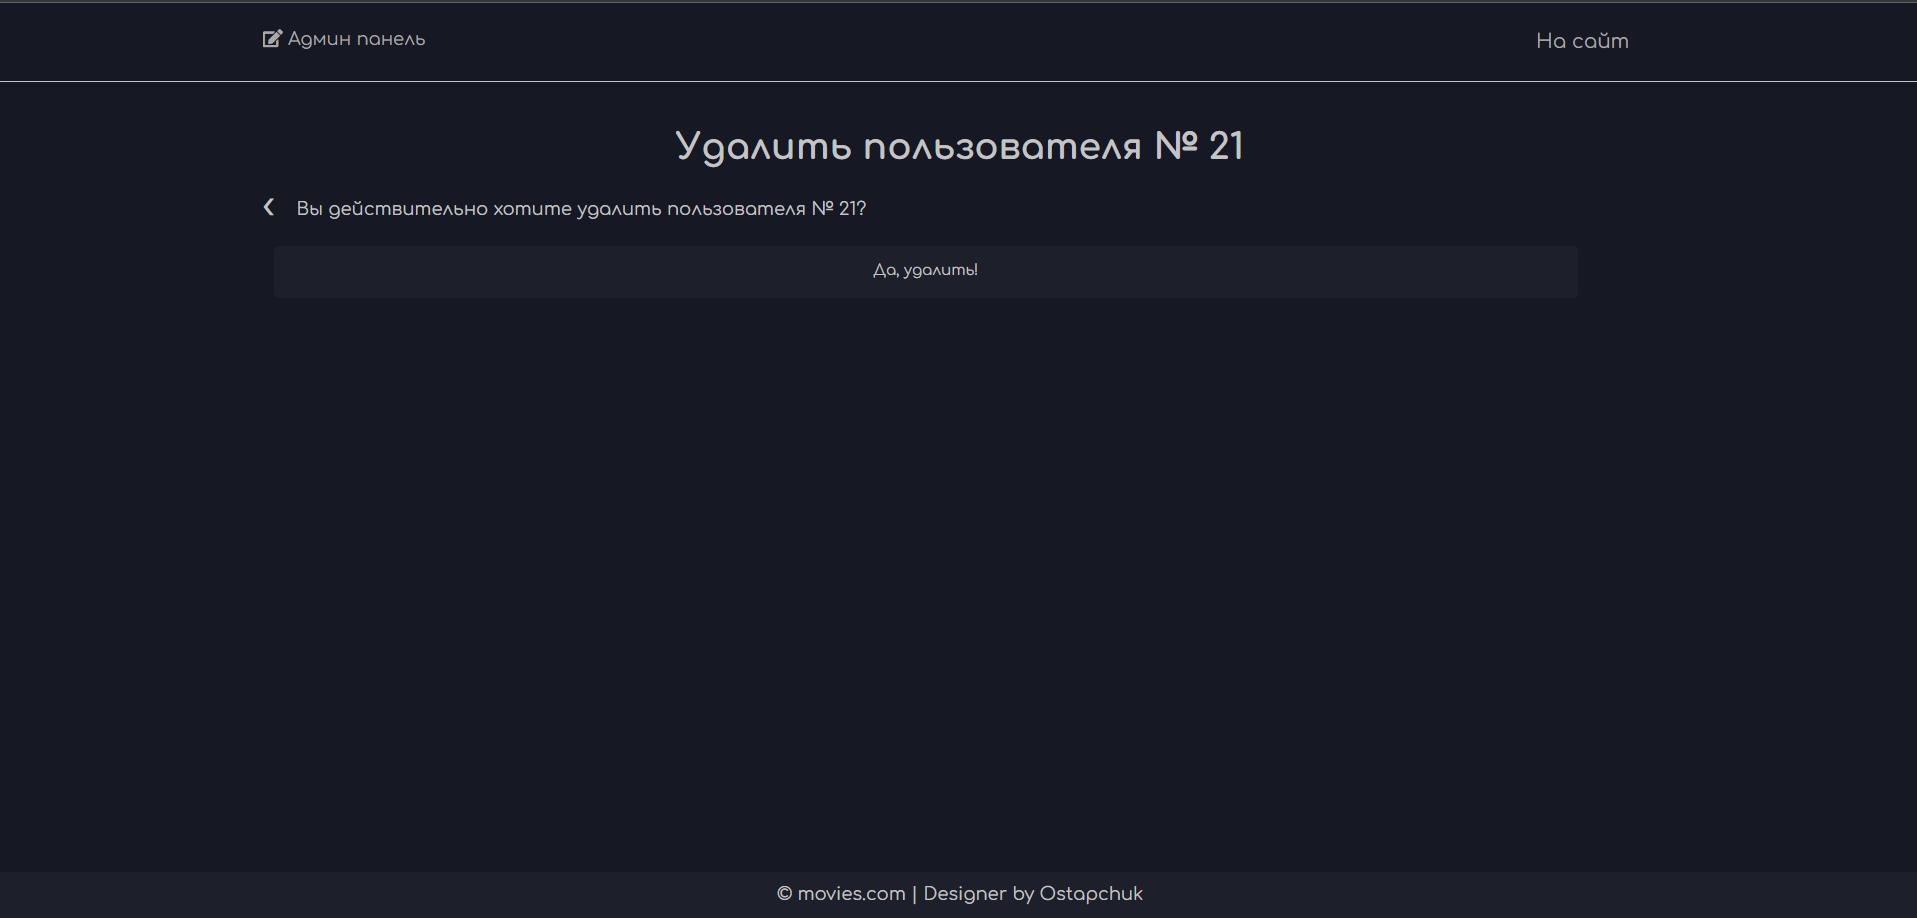 Админ панель
На сайт
Удалить пользователя № 21
Вы действительно хотите удалить пользователя № 21?
Да, удалить!
© movies.com | Designer by Ostapchuk